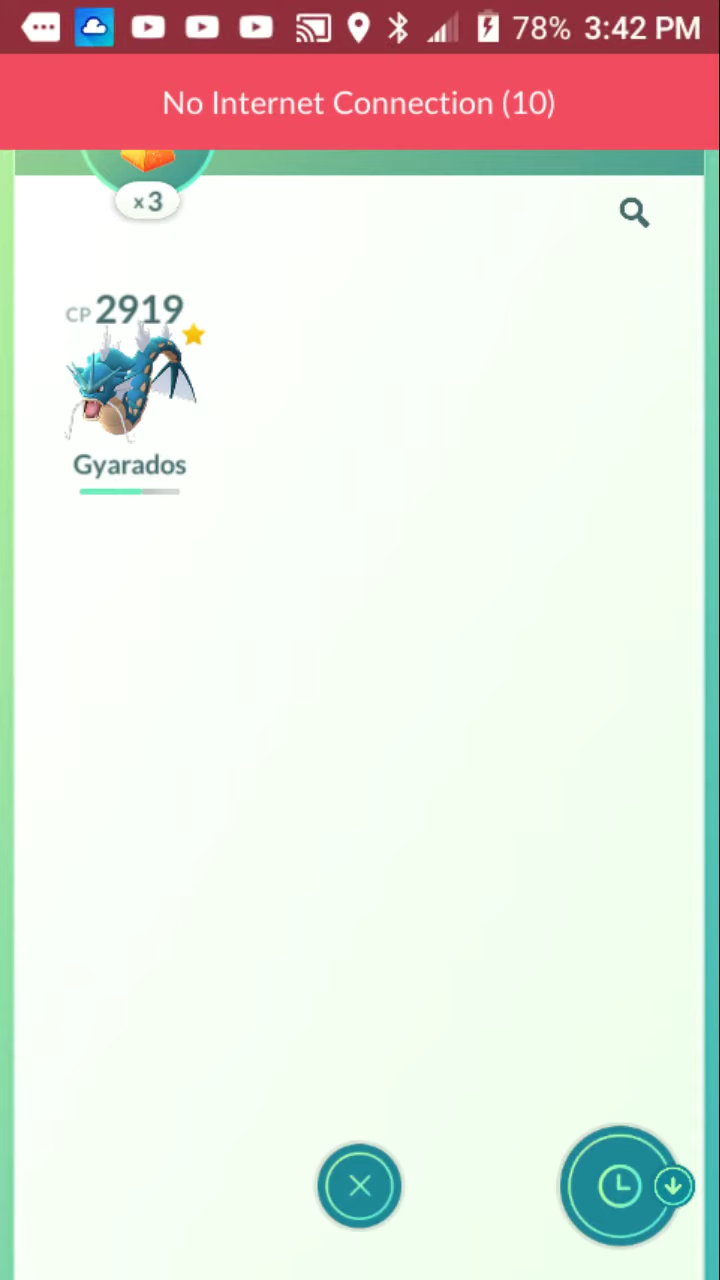 78% 3:42 PM
No Internet Connection (10)
x3
CP 2919
Gyarados